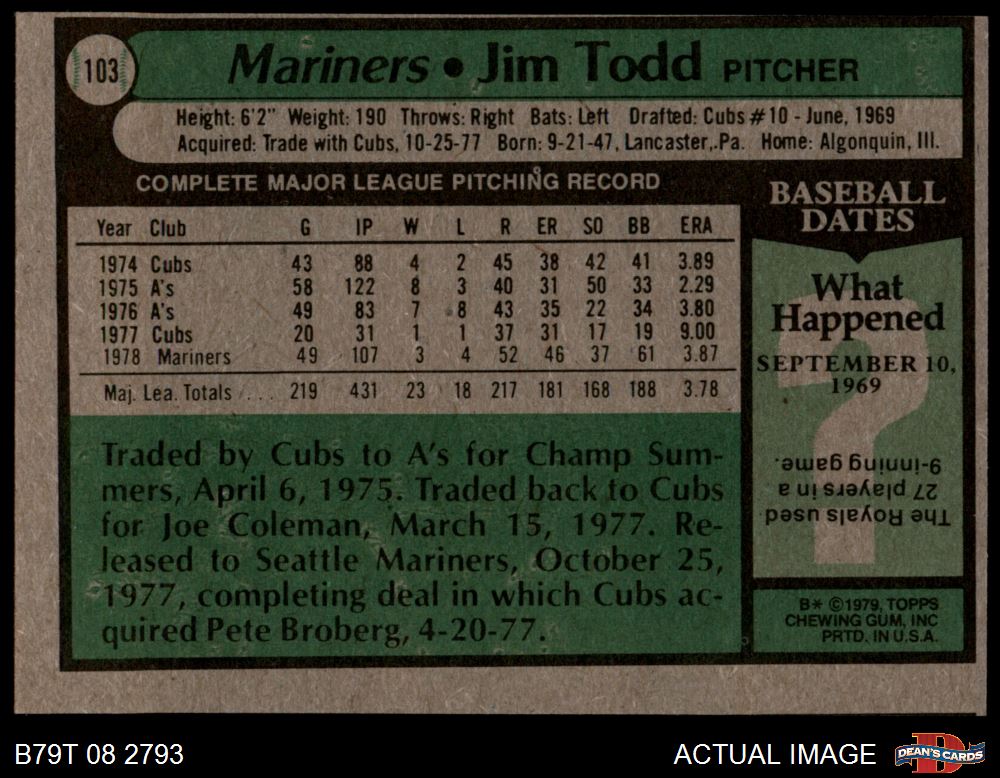 103
Mariners • Jim Todd PITCHER
Height: 6'2" Weight: 190 Throws: Right Bats: Left Drafted: Cubs #10 - June, 1969
Acquired: Trade with Cubs, 10-25-77 Born: 9-21-47, Lancaster, Pa. Home: Algonquin, Ill.
COMPLETE MAJOR LEAGUE PITCHING RECORD
Year Club G IP W L R ER SO BB ERA
1974 Cubs 43 88 4 2 45 38 42 41 3.89
1975 A's 58 122 8 3 40 31 50 33 2.29
1976 A's 49 83 7 8 43 35 22 34 3.80
1977 Cubs 20 31 1 1 37 31 17 19 9.00
1978 Mariners 49 107 3 4 52 46 37 61 3.87
Maj. Lea. Totals . . . 219 431 23 18 217 181 168 188 3.78
Traded by Cubs to A's for Champ Sum-
mers, April 6, 1975. Traded back to Cubs
for Joe Coleman, March 15, 1977. Re-
leased to Seattle Mariners, October 25,
1977, completing deal in which Cubs ac-
quired Pete Broberg, 4-20-77.
BASEBALL
DATES
What
Happened
SEPTEMBER 10,
1969
?
The Royals used
27 players in a
9-inning game.
B* ©1979, TOPPS
CHEWING GUM, INC
PRTD. IN U.S.A.
B79T 08 2793
ACTUAL IMAGE
DEAN'S CARDS